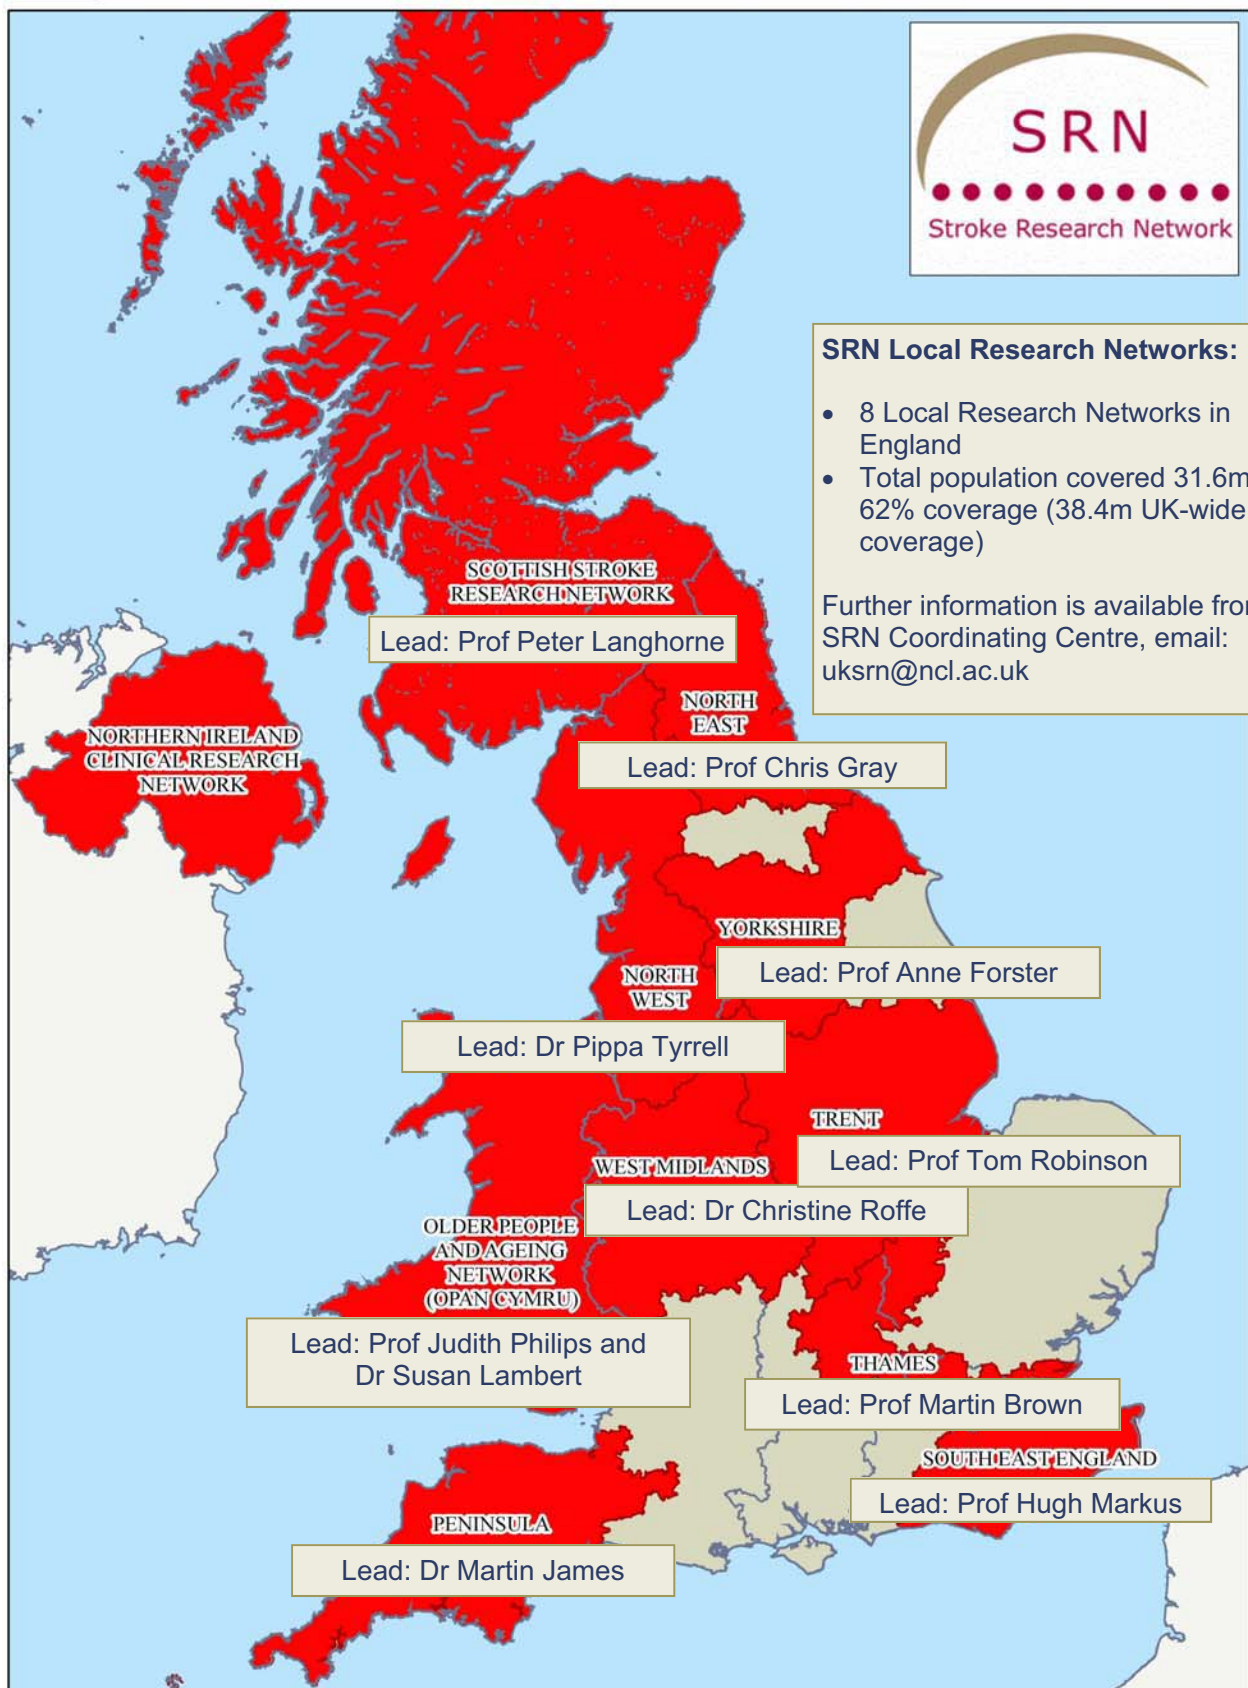 SRN
Stroke Research Network
SRN Local Research Networks:
• 8 Local Research Networks in
England
• Total population covered 31.6m
62% coverage (38.4m UK-wide
coverage)
Further information is available
SRN Coordinating Centre, email:
uksrn@ncl.ac.uk
SCOTTISH STROKE
RESEARCH NETWORK
Lead: Prof Peter Langhorne
NORTH
EAST
Lead: Prof Chris Gray
NORTHERN IRELAND
CLINICAL RESEARCH
NETWORK
YORKSHIRE
Lead: Prof Anne Forster
NORTH
WEST
Lead: Dr Pippa Tyrrell
TRENT
Lead: Prof Tom Robinson
WEST MIDLANDS
Lead: Dr Christine Roffe
OLDER PEOPLE
AND AGEING
NETWORK
(OPAN CYMRU)
Lead: Prof Judith Philips and
Dr Susan Lambert
THAMES
Lead: Prof Martin Brown
SOUTH EAST ENGLAND
Lead: Prof Hugh Markus
PENINSULA
Lead: Dr Martin James